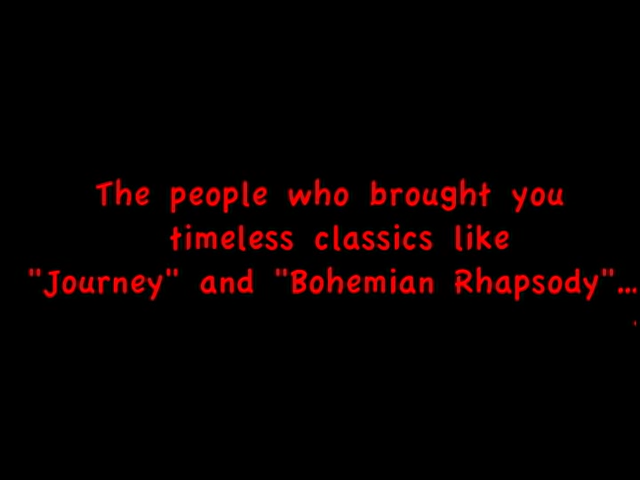 The people who brought you
timeless classics like
"Journey" and "Bohemian Rhapsody"...